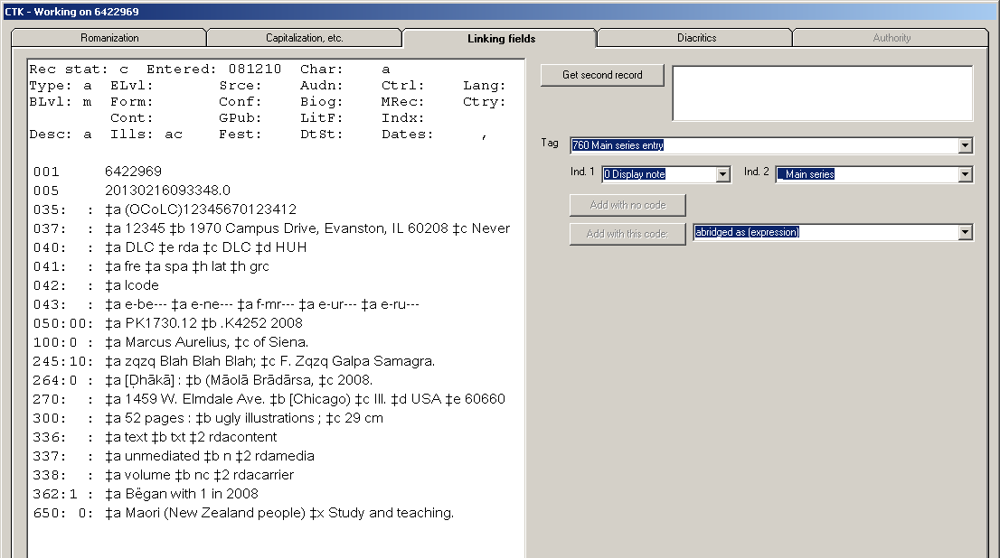 CTK - Working on 6422969
Romanization Capitalization, etc. Linking fields Diacritics Authority
Rec stat: c Entered: 081210 Char: a
Type: a ELvl: Srce: Audn: Ctrl: Lang:
BLvl: m Form: Conf: Biog: MRec: Ctry:
Cont: GPub: LitF: Indx:
Desc: a Ills: ac Fest: DtSt: Dates: ,
001 6422969
005 20130216093348.0
035: : ‡a (OCoLC)12345670123412
037: : ‡a 12345 ‡b 1970 Campus Drive, Evanston, IL 60208 ‡c Never
040: : ‡a DLC ‡e rda ‡c DLC ‡d HUH
041: : ‡a fre ‡a spa ‡h lat ‡h grc
042: : ‡a lcode
043: : ‡a e-be--- ‡a e-ne--- ‡a f-mr--- ‡a e-ur--- ‡a e-ru---
050:00: ‡a PK1730.12 ‡b .K4252 2008
100:0 : ‡a Marcus Aurelius, ‡c of Siena.
245:10: ‡a zqzq Blah Blah Blah; ‡c F. Zqzq Galpa Samagra.
264:0 : ‡a [Ḍhākā] : ‡b (Māolā Brādārsa, ‡c 2008.
270: : ‡a 1459 W. Elmdale Ave. ‡b [Chicago) ‡c Ill. ‡d USA ‡e 60660
300: : ‡a 52 pages : ‡b ugly illustrations ; ‡c 29 cm
336: : ‡a text ‡b txt ‡2 rdacontent
337: : ‡a unmediated ‡b n ‡2 rdamedia
338: : ‡a volume ‡b nc ‡2 rdacarrier
362:1 : ‡a Bëgan with 1 in 2008
650: 0: ‡a Maori (New Zealand people) ‡x Study and teaching.
Get second record
Tag 760 Main series entry
Ind. 1 0 Display note Ind. 2 _ Main series
Add with no code
Add with this code: abridged as (expression)